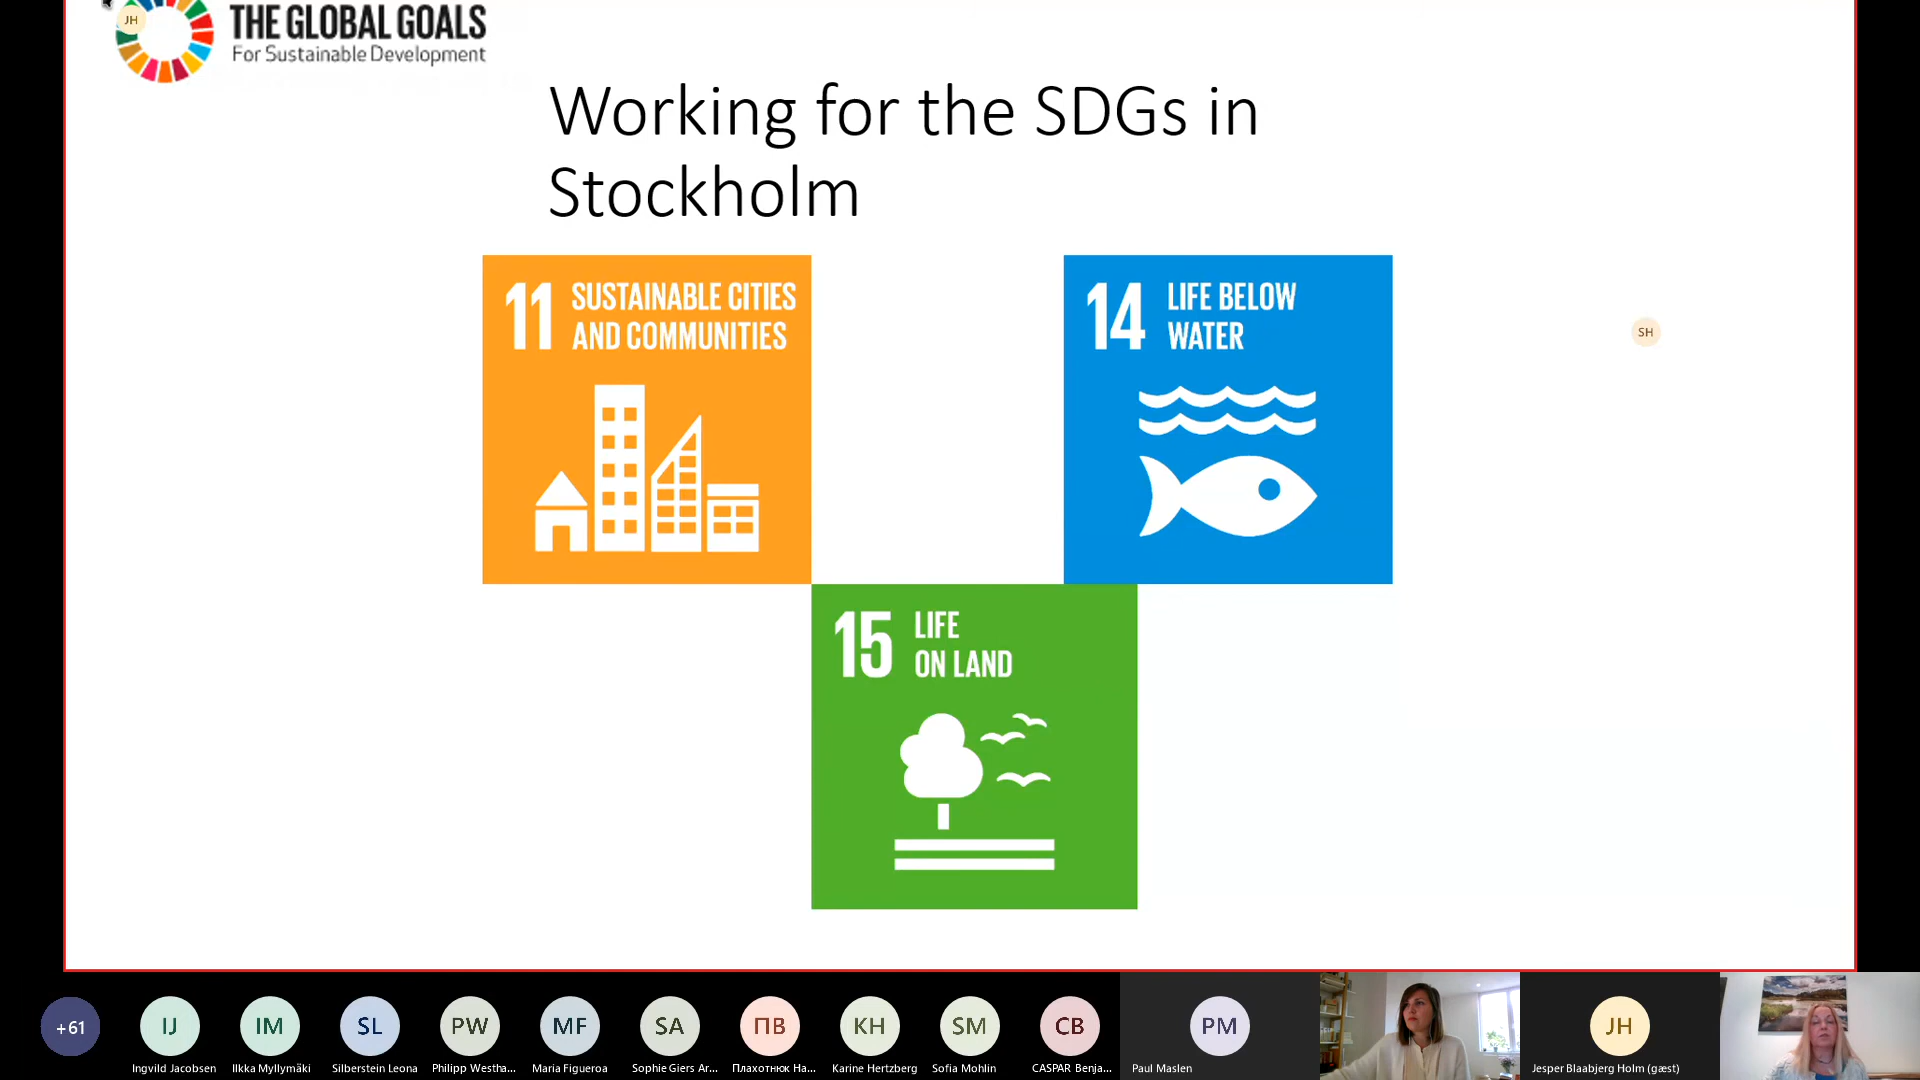 JH
THE GLOBAL GOALS
For Sustainable Development
Working for the SDGs in
Stockholm
11 SUSTAINABLE CITIES
AND COMMUNITIES
14 LIFE BELOW
WATER
SH
15 LIFE
ON LAND
+61
IJ
IM
SL
PW
MF
SA
ПВ
KH
SM
CB
PM
JH
Ingvild Jacobsen
Ilkka Myllymäki
Silberstein Leona
Philipp Westha...
Maria Figueroa
Sophie Giers Ar...
Плахотнюк На...
Karine Hertzberg
Sofia Mohlin
CASPAR Benja...
Paul Maslen
Jesper Blaabjerg Holm (gæst)